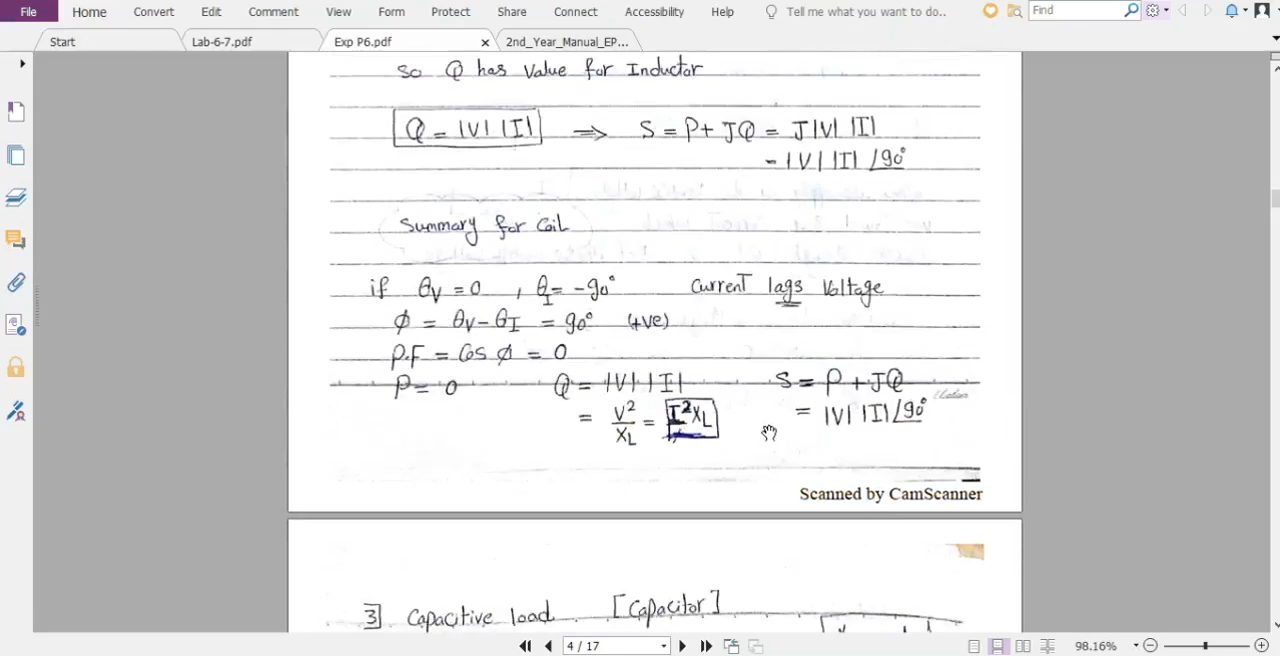 File Home Convert Edit Comment View Form Protect Share Connect Accessibility Help Tell me what you want to do.. Find
Start Lab-6-7.pdf Exp P6.pdf 2nd_Year_Manual_EP...
So Q has value for Inductor
Q = |V| |I| ⇒ S = P + JQ = J|V| |I|
= |V| |I| /90°
Summary for Coil
if θV = 0 , θI = -90° Current lags Voltage
φ = θV - θI = 90° (+ve)
P.F = Cos φ = 0
P = 0 Q = |V| |I| S = P + JQ
= V²/XL = I²XL = |V| |I| /90°
Scanned by CamScanner
3 Capacitive load [Capacitor]
4 / 17 98.16%